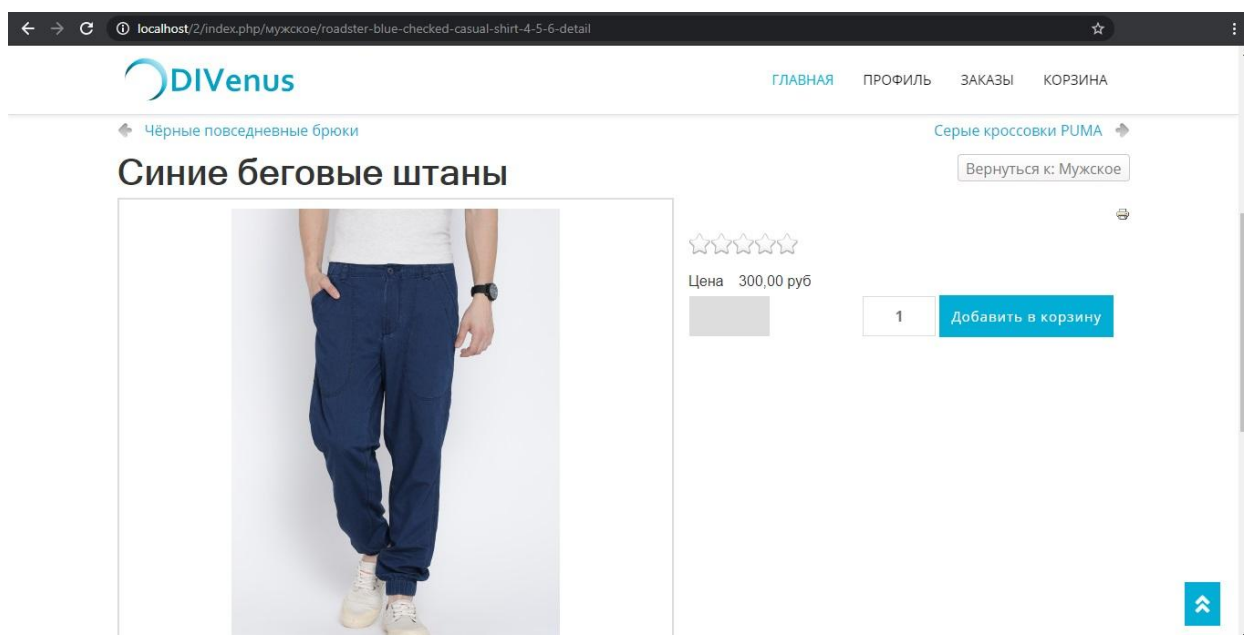 localhost/2/index.php/мужское/roadster-blue-checked-casual-shirt-4-5-6-detail
DIVenus
ГЛАВНАЯ ПРОФИЛЬ ЗАКАЗЫ КОРЗИНА
Чёрные повседневные брюки
Серые кроссовки PUMA
Синие беговые штаны
Вернуться к: Мужское
Цена 300,00 руб
1
Добавить в корзину